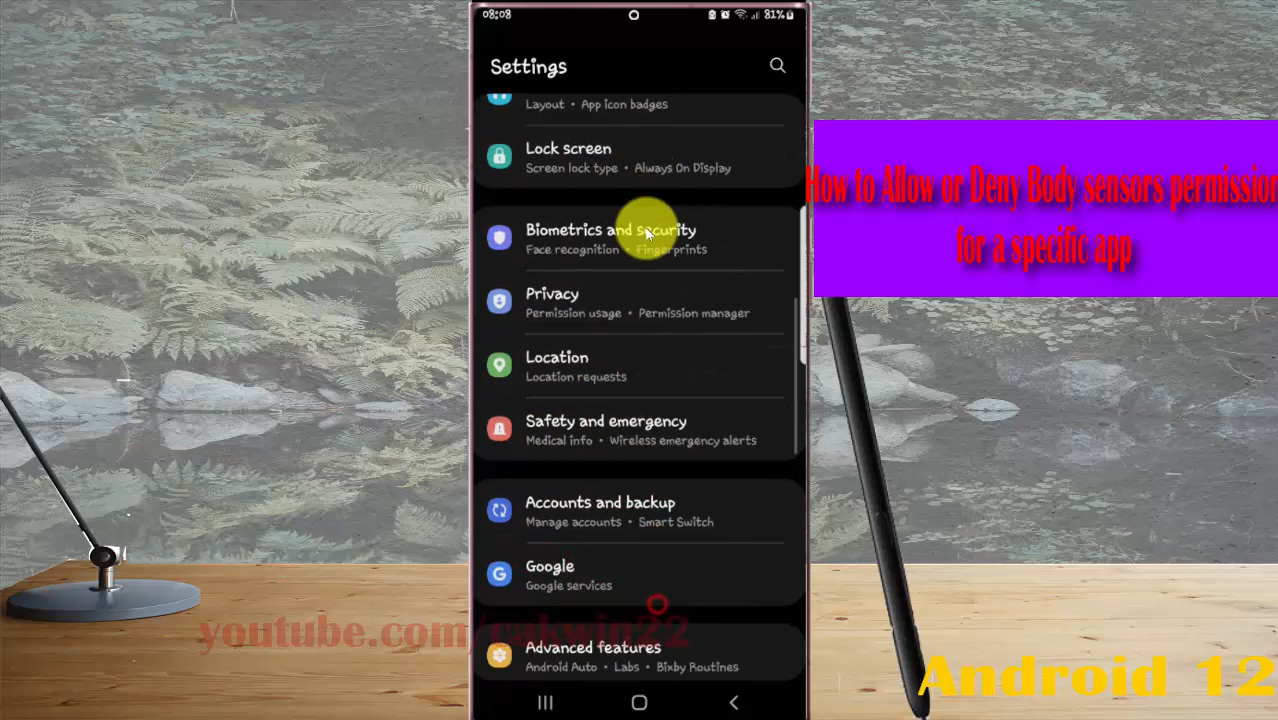 08:08
81%
Settings
Layout • App icon badges
Lock screen
Screen lock type • Always On Display
Biometrics and security
Face recognition • Fingerprints
Privacy
Permission usage • Permission manager
Location
Location requests
Safety and emergency
Medical info • Wireless emergency alerts
Accounts and backup
Manage accounts • Smart Switch
Google
Google services
Advanced features
Android Auto • Labs • Bixby Routines
How to Allow or Deny Body sensors permission
for a specific app
youtube.com/rakwin22
Android 12